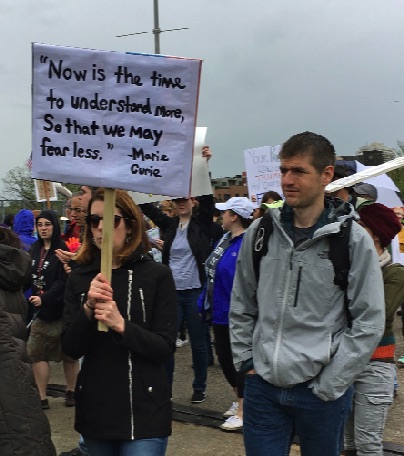 "Now is the time
to understand more,
So that we may
fear less." -Marie
Curie